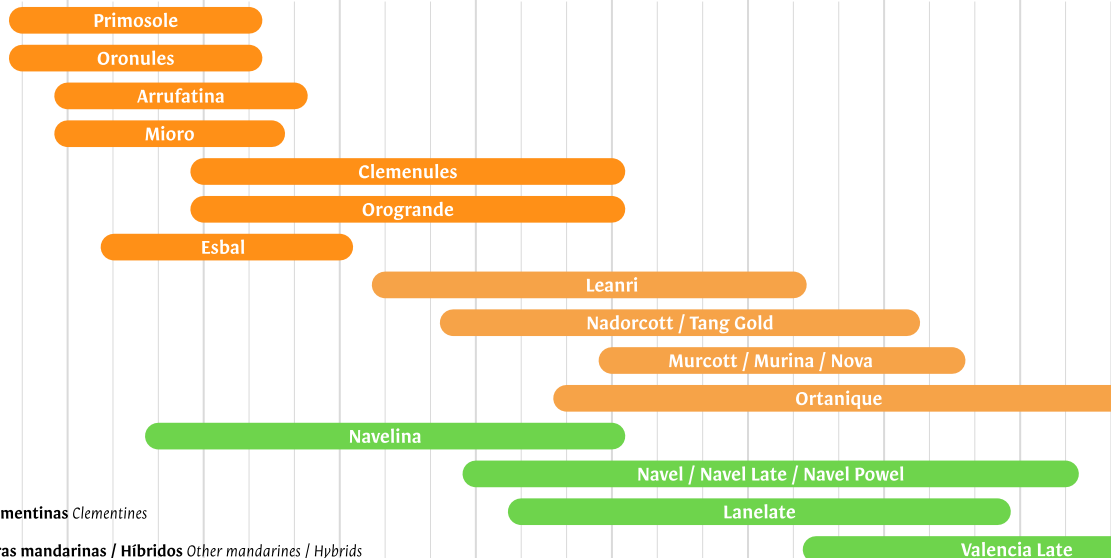 Primosole
Oronules
Arrufatina
Mioro
Clemenules
Orogrande
Esbal
Leanri
Nadorcott / Tang Gold
Murcott / Murina / Nova
Ortanique
Navelina
Navel / Navel Late / Navel Powel
mentinas Clementines
Lanelate
as mandarinas / Híbridos Other mandarines / Hybrids
Valencia Late